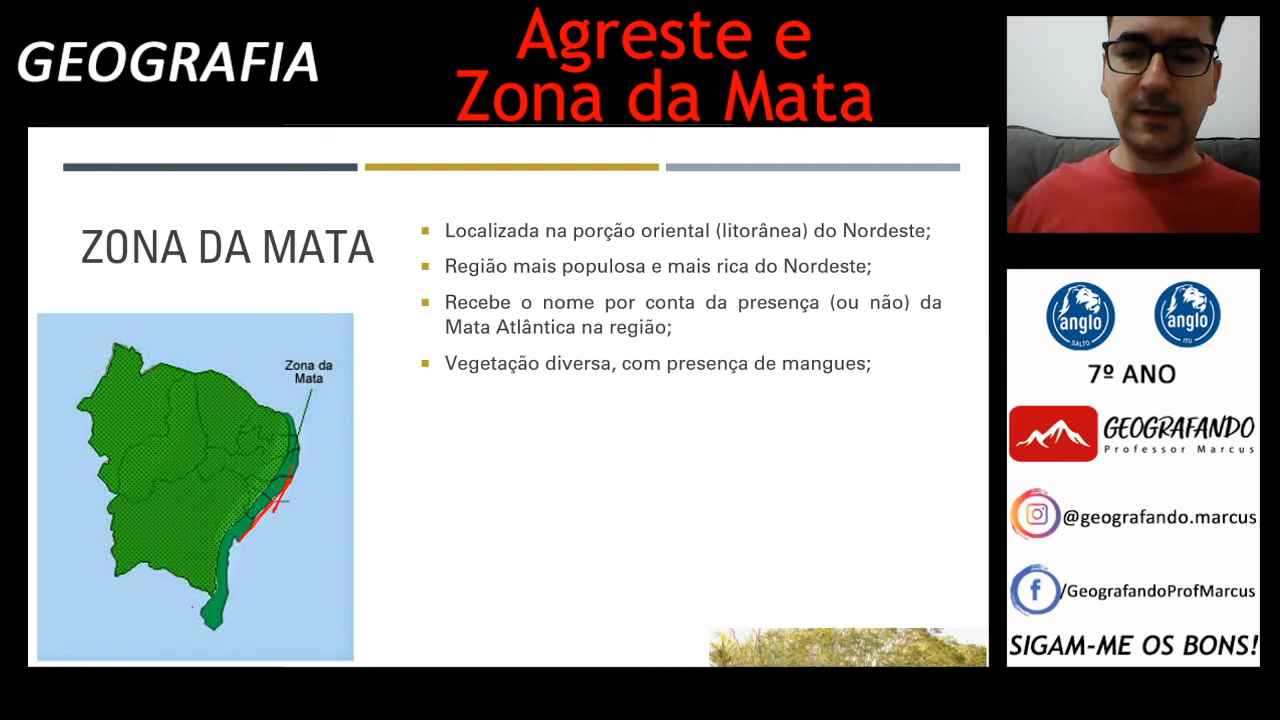 GEOGRAFIA
Agreste e
Zona da Mata
ZONA DA MATA
▪ Localizada na porção oriental (litorânea) do Nordeste;
▪ Região mais populosa e mais rica do Nordeste;
▪ Recebe o nome por conta da presença (ou não) da
Mata Atlântica na região;
▪ Vegetação diversa, com presença de mangues;
Zona da
Mata
anglo
SALTO
anglo
ITU
7º ANO
GEOGRAFANDO
Professor Marcus
@geografando.marcus
f
/GeografandoProfMarcus
SIGAM-ME OS BONS!